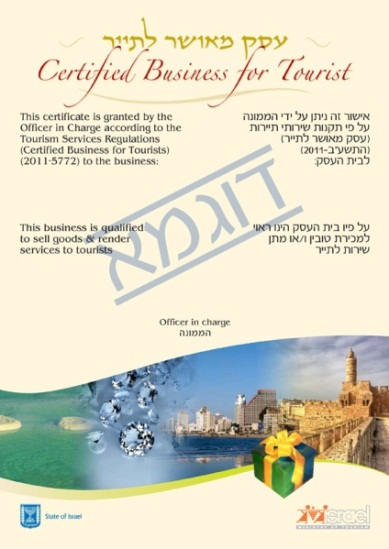 עסק מאושר לתייר
Certified Business for Tourist
This certificate is granted by the
Officer in Charge according to the
Tourism Services Regulations
(Certified Business for Tourists)
(2011-5772) to the business:
אישור זה ניתן על ידי הממונה
על פי תקנות שירותי תיירות
(עסק מאושר לתייר)
(התשע"ב-2011)
לבית העסק:
דוגמא
This business is qualified
to sell goods & render
services to tourists
על פיו בית העסק הינו ראוי
למכירת טובין ו/או מתן
שירות לתייר
Officer in charge
הממונה
State of Israel
Israel
MINISTRY OF TOURISM